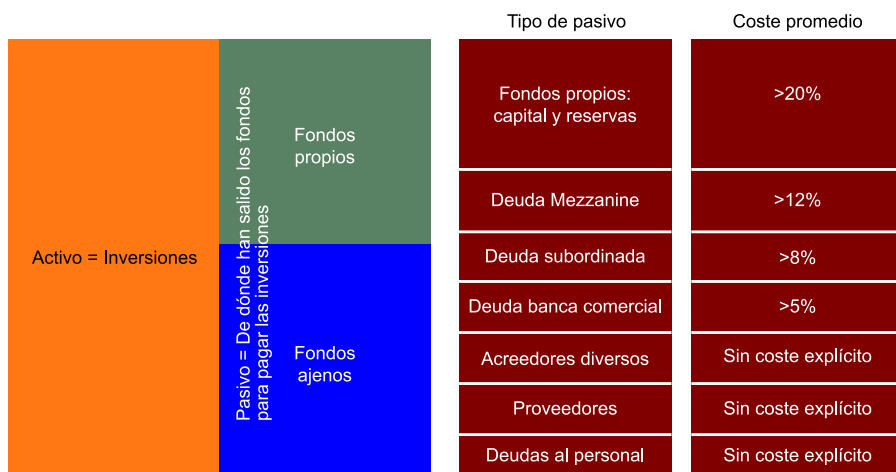 Tipo de pasivo
Coste promedio
Activo = Inversiones
Pasivo = De dónde han salido los fondos
para pagar las inversiones
Fondos
propios
Fondos
ajenos
Fondos propios:
capital y reservas
>20%
Deuda Mezzanine
>12%
Deuda subordinada
>8%
Deuda banca comercial
>5%
Acreedores diversos
Sin coste explícito
Proveedores
Sin coste explícito
Deudas al personal
Sin coste explícito